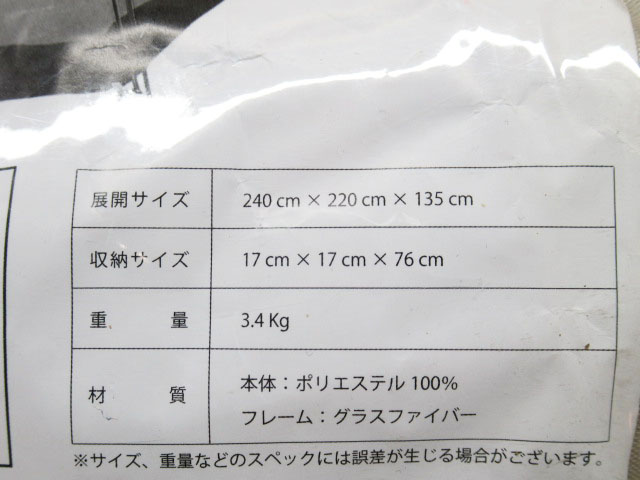 展開サイズ 240 cm × 220 cm × 135 cm
収納サイズ 17 cm × 17 cm × 76 cm
重量 3.4 Kg
材質 本体：ポリエステル 100%
フレーム：グラスファイバー
※サイズ、重量などのスペックには誤差が生じる場合がございます。